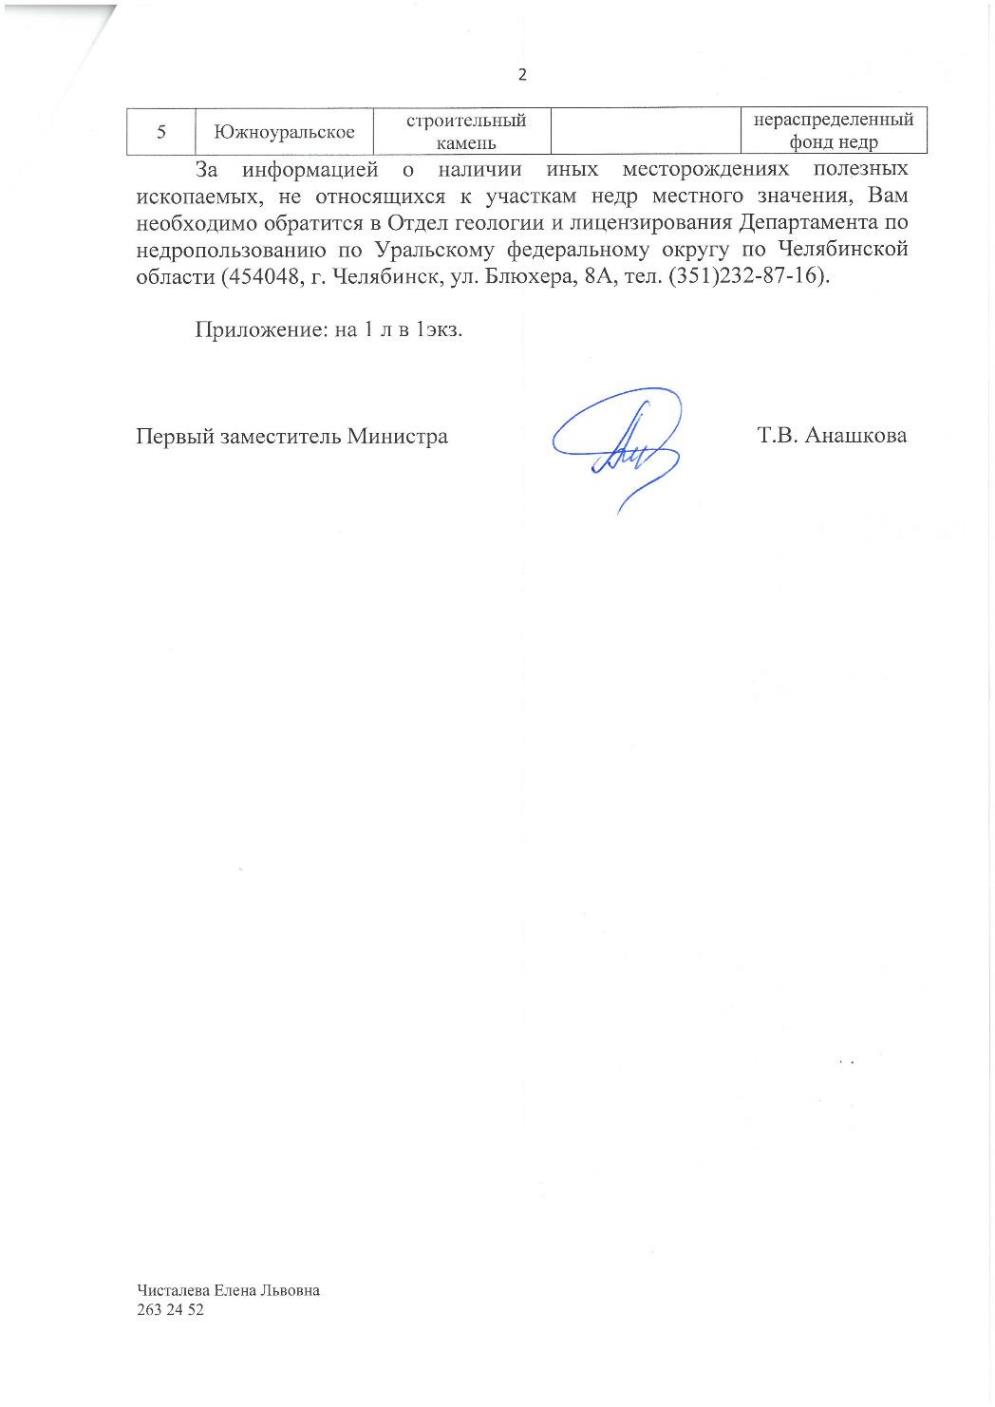 2
5 Южноуральское строительный камень нераспределенный фонд недр
За информацией о наличии иных месторождениях полезных
ископаемых, не относящихся к участкам недр местного значения, Вам
необходимо обратится в Отдел геологии и лицензирования Департамента по
недропользованию по Уральскому федеральному округу по Челябинской
области (454048, г. Челябинск, ул. Блюхера, 8А, тел. (351)232-87-16).
Приложение: на 1 л в 1экз.
Первый заместитель Министра Т.В. Анашкова
Чисталева Елена Львовна
263 24 52